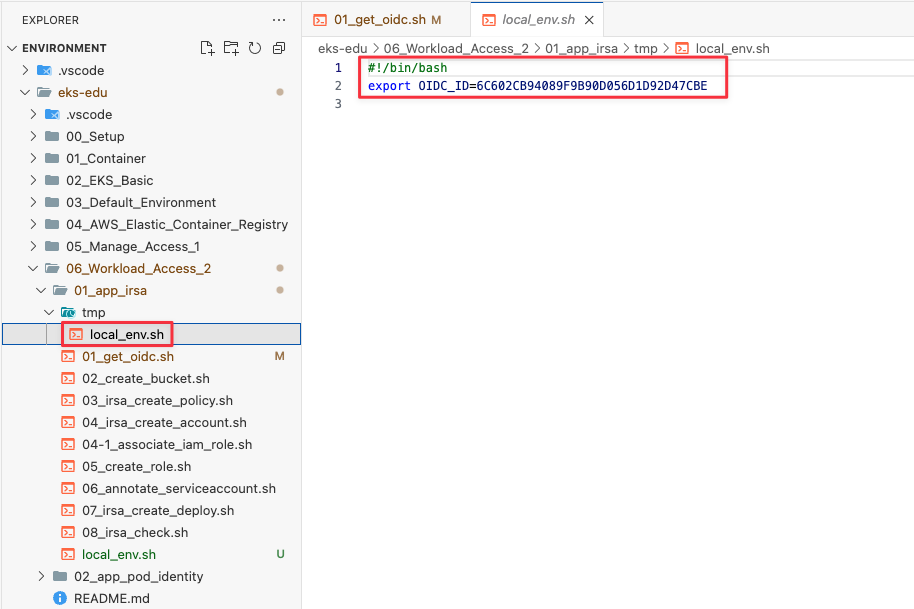 EXPLORER
ENVIRONMENT
.vscode
eks-edu
.vscode
00_Setup
01_Container
02_EKS_Basic
03_Default_Environment
04_AWS_Elastic_Container_Registry
05_Manage_Access_1
06_Workload_Access_2
01_app_irsa
tmp
local_env.sh
01_get_oidc.sh M
02_create_bucket.sh
03_irsa_create_policy.sh
04_irsa_create_account.sh
04-1_associate_iam_role.sh
05_create_role.sh
06_annotate_serviceaccount.sh
07_irsa_create_deploy.sh
08_irsa_check.sh
local_env.sh U
02_app_pod_identity
README.md
01_get_oidc.sh M
local_env.sh
eks-edu > 06_Workload_Access_2 > 01_app_irsa > tmp > local_env.sh
1 #!/bin/bash
2 export OIDC_ID=6C602CB94089F9B90D056D1D92D47CBE
3